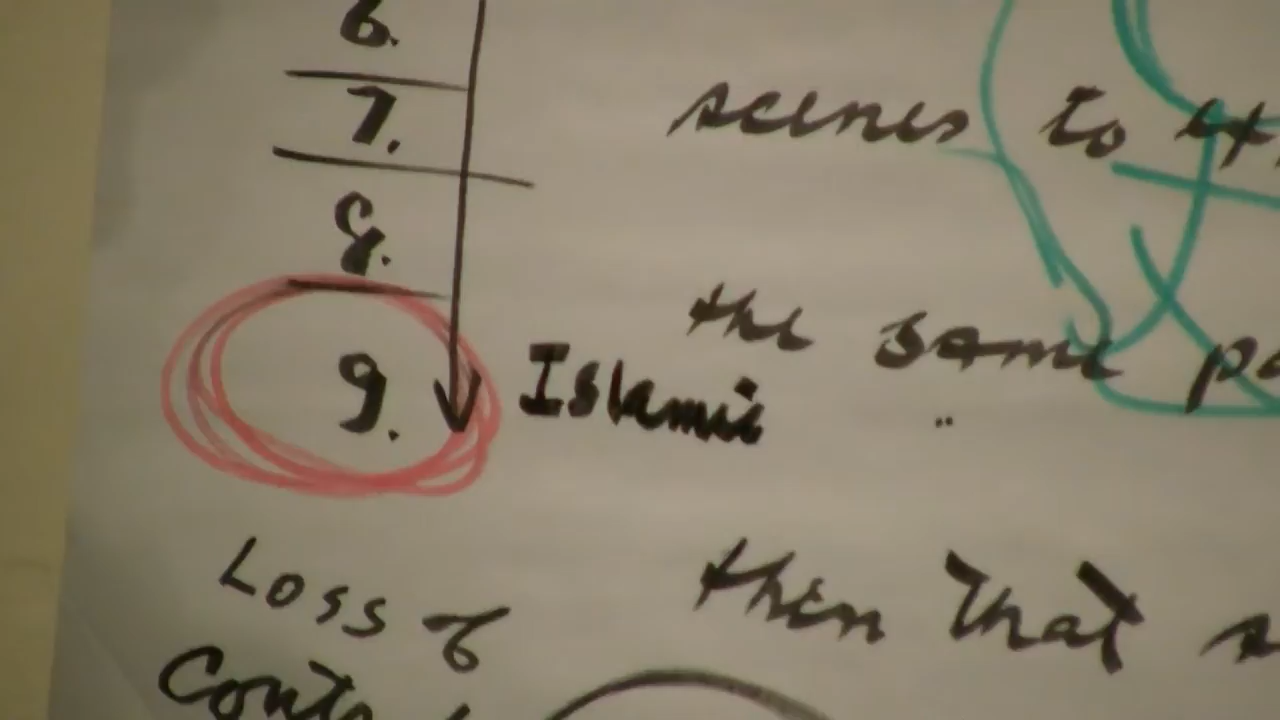 6.
7.
scenes to
8.
the same
9. Islamic
Loss of
then that